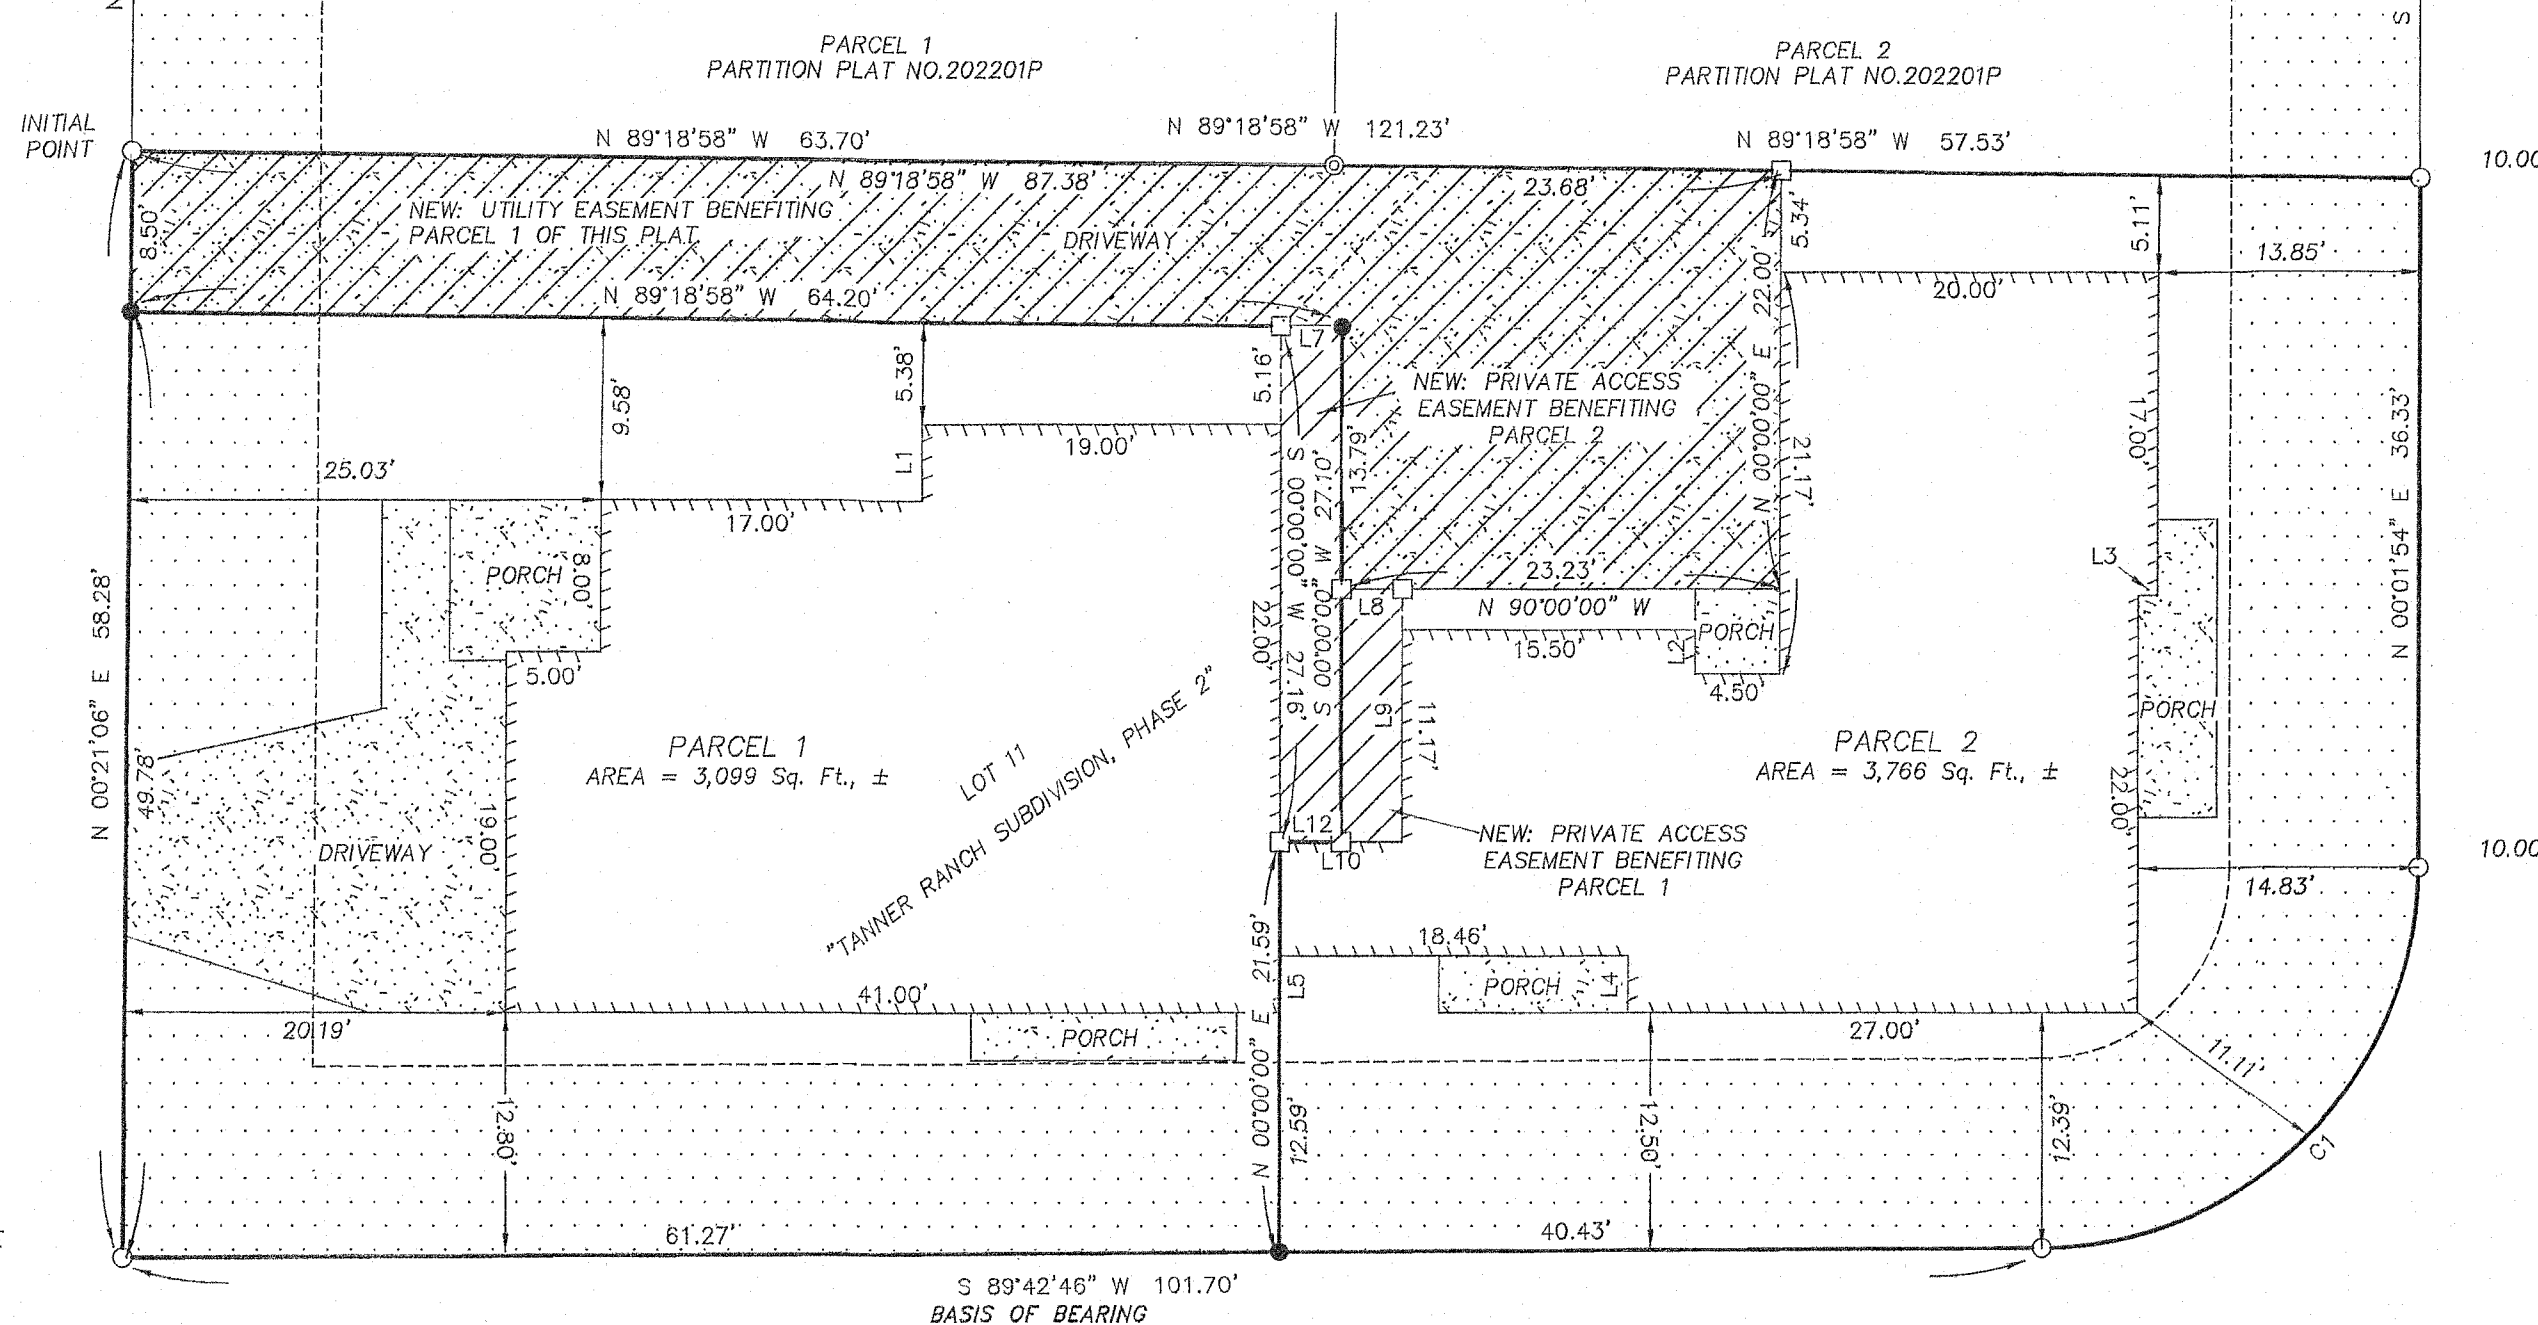 PARCEL 1
PARTITION PLAT NO.202201P
PARCEL 2
PARTITION PLAT NO.202201P
S
INITIAL
POINT
N 89°18'58" W 63.70'
N 89°18'58" W 121.23'
N 89°18'58" W 57.53'
N 89°18'58" W 87.38'
23.68'
NEW: UTILITY EASEMENT BENEFITING
PARCEL 1 OF THIS PLAT
DRIVEWAY
8.50'
5.34'
5.11'
13.85'
N 89°18'58" W 64.20'
20.00'
L7
9.58'
5.38'
5.16'
NEW: PRIVATE ACCESS
EASEMENT BENEFITING
PARCEL 2
N 00°00'00" E 22.00'
21.17'
17.00'
N 00°01'54" E 36.33'
25.03'
L1
19.00'
13.79'
17.00'
PORCH
8.00'
5.00'
S 00°00'00" W 27.16'
S 00°00'00" W 27.10'
22.00'
23.23'
L8
N 90°00'00" W
15.50'
L2
PORCH
4.50'
L3
PORCH
N 00°21'06" E 58.28'
49.78'
DRIVEWAY
19.00'
PARCEL 1
AREA = 3,099 Sq. Ft., ±
LOT 11
"TANNER RANCH SUBDIVISION, PHASE 2"
L9
11.17'
PARCEL 2
AREA = 3,766 Sq. Ft., ±
22.00'
L12
L10
NEW: PRIVATE ACCESS
EASEMENT BENEFITING
PARCEL 1
14.83'
18.46'
21.59'
L5
PORCH
L4
41.00'
20.19'
PORCH
27.00'
11.11'
C1
12.80'
N 00°00'00" E
12.59'
12.50'
12.39'
61.27'
40.43'
S 89°42'46" W 101.70'
BASIS OF BEARING